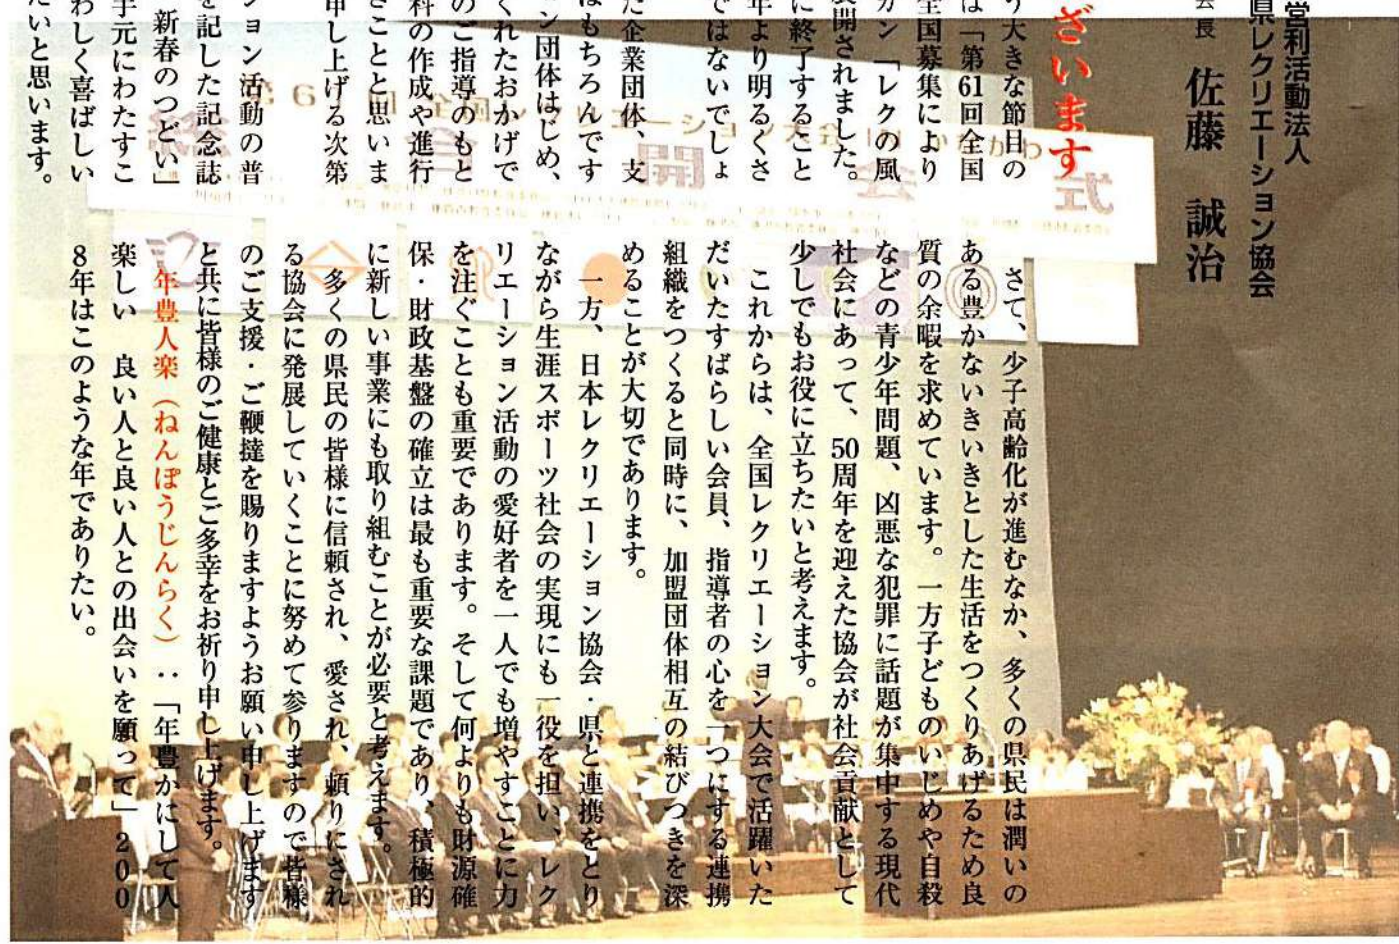 営利活動法人
県レクリエーション協会
会長 佐藤 誠治
ざいます
う大きな節目の
は「第61回全国
全国募集により
ガン「レクの風
展開されました。
に終了すること
年より明るくさ
ではないでしょ
た企業団体、支
はもちろんです
ン団体はじめ、
くれたおかげで
のご指導のもと
料の作成や進行
きことと思いま
申し上げる次第
ション活動の普
を記した記念誌
新春のつどい」
手元にわたすこ
わしく喜ばしい
たいと思います。
さて、少子高齢化が進むなか、多くの県民は潤いの
ある豊かないきいきとした生活をつくりあげるため良
質の余暇を求めています。一方子どものいじめや自殺
などの青少年問題、凶悪な犯罪に話題が集中する現代
社会にあって、50周年を迎えた協会が社会貢献として
少しでもお役に立ちたいと考えます。
これからは、全国レクリエーション大会で活躍いた
だいたすばらしい会員、指導者の心を一つにする連携
組織をつくると同時に、加盟団体相互の結びつきを深
めることが大切であります。
一方、日本レクリエーション協会・県と連携をとり
ながら生涯スポーツ社会の実現にも一役を担い、レク
リエーション活動の愛好者を一人でも増やすことに力
を注ぐことも重要であります。そして何よりも財源確
保・財政基盤の確立は最も重要な課題であり、積極的
に新しい事業にも取り組むことが必要と考えます。
多くの県民の皆様に信頼され、愛され、頼りにされ
る協会に発展していくことに努めて参りますので皆様
のご支援・ご鞭撻を賜りますようお願い申し上げます
と共に皆様のご健康とご多幸をお祈り申し上げます。
年豊人楽(ねんぽうじんらく)‥「年豊かにして人
楽しい 良い人と良い人との出会いを願って」200
8年はこのような年でありたい。